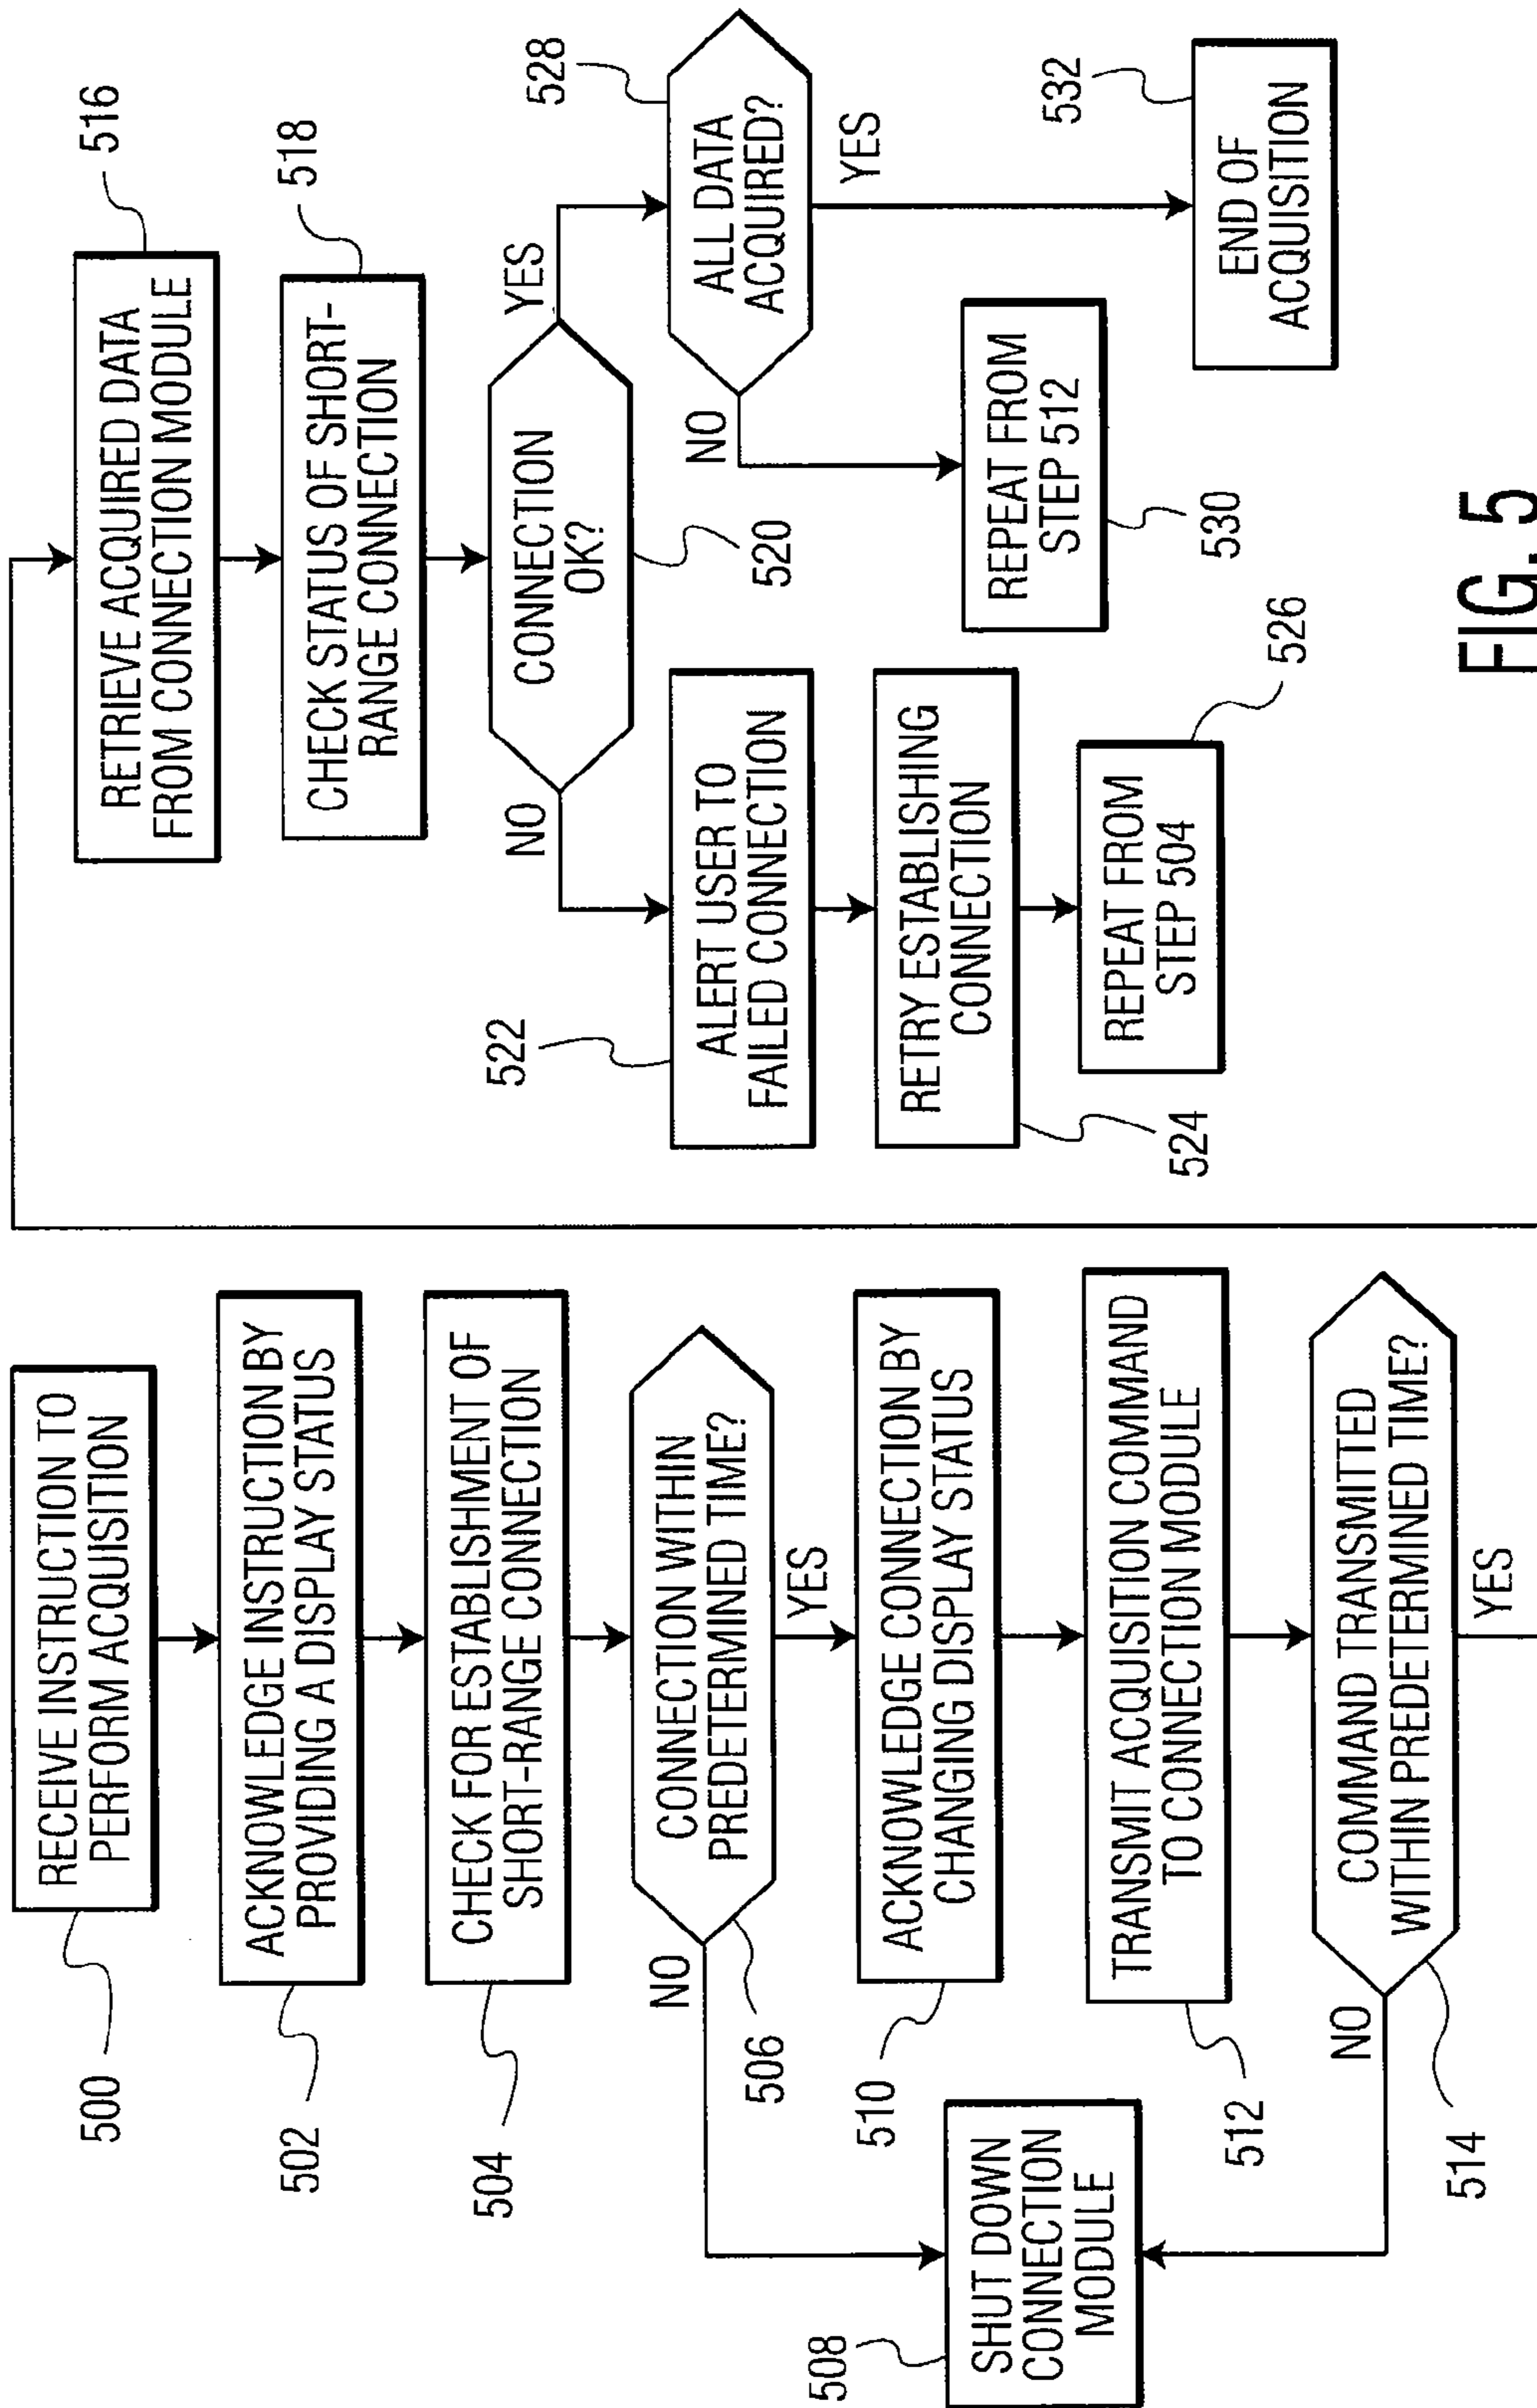 500
RECEIVE INSTRUCTION TO
PERFORM ACQUISITION
502
ACKNOWLEDGE INSTRUCTION BY
PROVIDING A DISPLAY STATUS
504
CHECK FOR ESTABLISHMENT OF
SHORT-RANGE CONNECTION
506
CONNECTION WITHIN
PREDETERMINED TIME?
NO
YES
508
SHUT DOWN
CONNECTION
MODULE
510
ACKNOWLEDGE CONNECTION BY
CHANGING DISPLAY STATUS
512
TRANSMIT ACQUISITION COMMAND
TO CONNECTION MODULE
514
COMMAND TRANSMITTED
WITHIN PREDETERMINED TIME?
NO
YES
516
RETRIEVE ACQUIRED DATA
FROM CONNECTION MODULE
518
CHECK STATUS OF SHORT-
RANGE CONNECTION
520
CONNECTION
OK?
NO
YES
522
ALERT USER TO
FAILED CONNECTION
524
RETRY ESTABLISHING
CONNECTION
526
REPEAT FROM
STEP 504
528
ALL DATA
ACQUIRED?
NO
YES
530
REPEAT FROM
STEP 512
532
END OF
ACQUISITION
FIG. 5